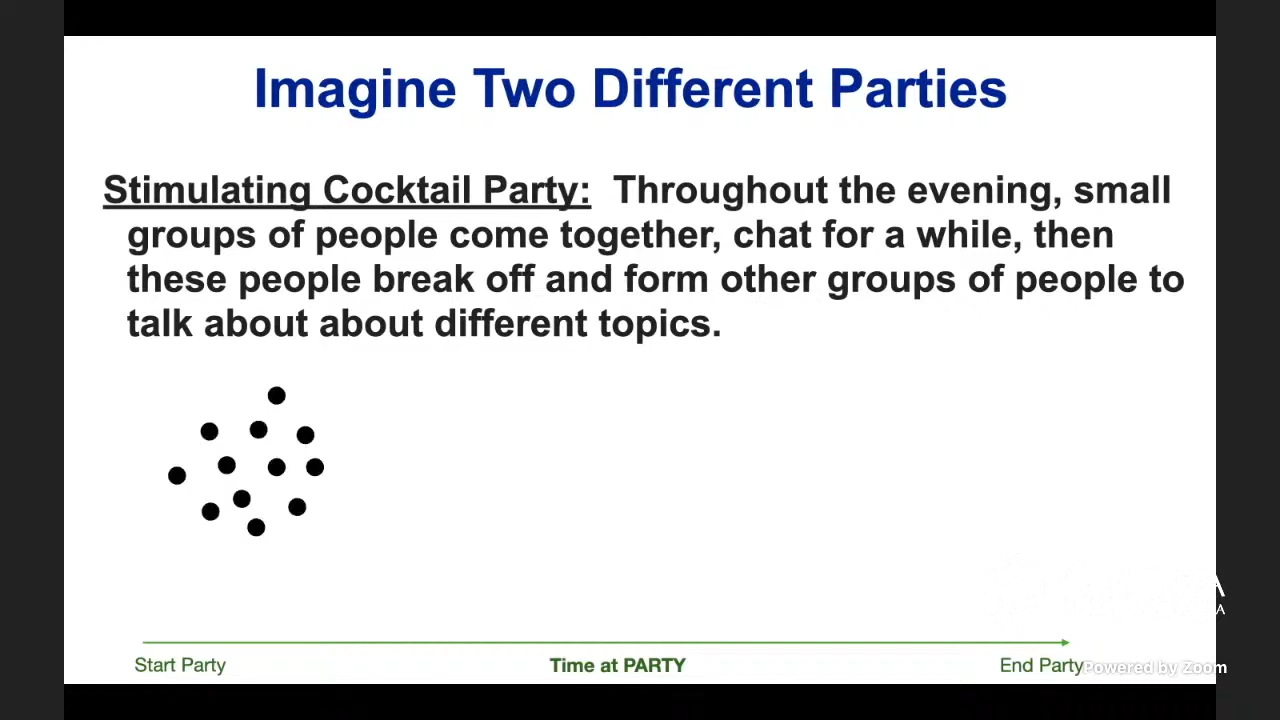 Imagine Two Different Parties
Stimulating Cocktail Party: Throughout the evening, small
groups of people come together, chat for a while, then
these people break off and form other groups of people to
talk about about different topics.
A
A
Start Party
Time at PARTY
End Party
Powered by Zoom